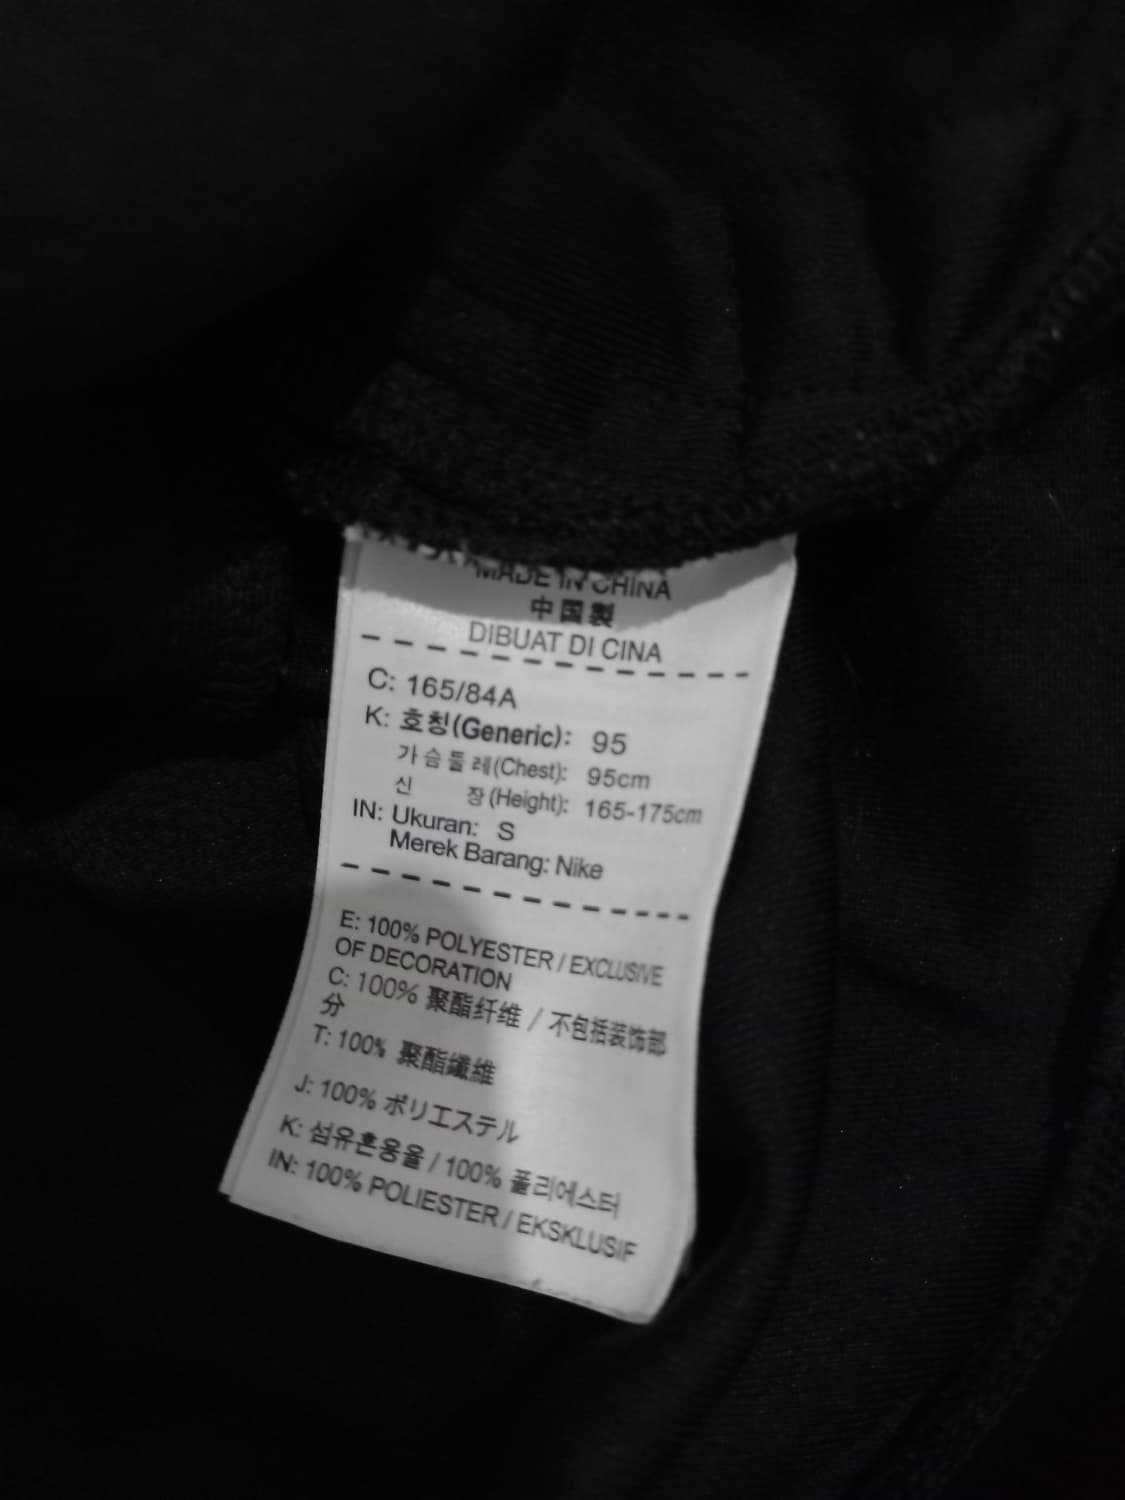 MADE IN CHINA
中国製
DIBUAT DI CINA
C: 165/84A
K: 호칭(Generic): 95
가슴둘레(Chest): 95cm
신 장(Height): 165-175cm
IN: Ukuran: S
Merek Barang: Nike
E: 100% POLYESTER / EXCLUSIVE
OF DECORATION
C: 100% 聚酯纤维 / 不包括装饰部
分
T: 100% 聚酯纖維
J: 100% ポリエステル
K: 섬유혼용율 / 100% 폴리에스터
IN: 100% POLIESTER / EKSKLUSIF